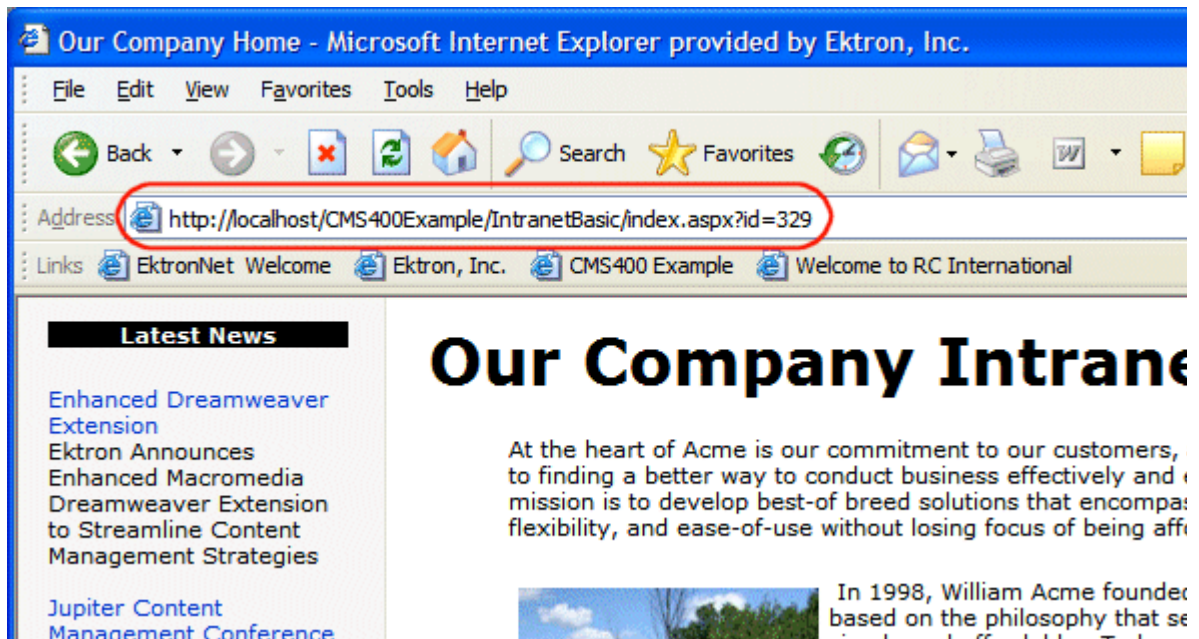 Our Company Home - Microsoft Internet Explorer provided by Ektron, Inc.
File Edit View Favorites Tools Help
Back Search Favorites
Address http://localhost/CMS400Example/IntranetBasic/index.aspx?id=329
Links EktronNet Welcome Ektron, Inc. CMS400 Example Welcome to RC International
Latest News
Enhanced Dreamweaver
Extension
Ektron Announces
Enhanced Macromedia
Dreamweaver Extension
to Streamline Content
Management Strategies
Jupiter Content
Management Conference
Our Company Intrane
At the heart of Acme is our commitment to our customers,
to finding a better way to conduct business effectively and
mission is to develop best-of breed solutions that encompas
flexibility, and ease-of-use without losing focus of being aff
In 1998, William Acme founded
based on the philosophy that se